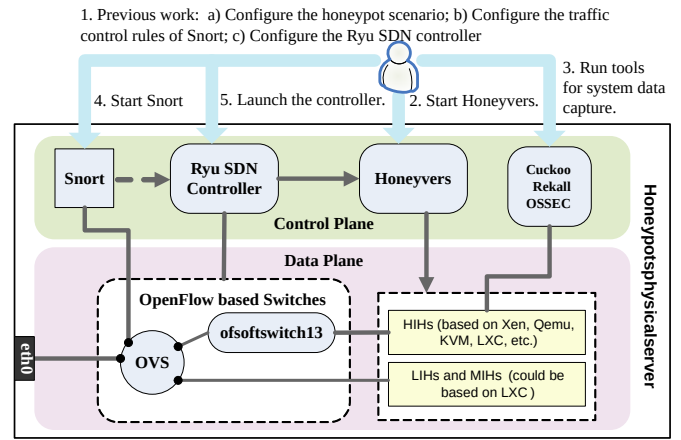 1. Previous work: a) Configure the honeypot scenario; b) Configure the traffic
control rules of Snort; c) Configure the Ryu SDN controller
3. Run tools
for system data
capture.
4. Start Snort
5. Launch the controller.
2. Start Honeyvers.
Snort
Ryu SDN
Controller
Honeyvers
Cuckoo
Rekall
OSSEC
Control Plane
Honeypotsphysicalserver
Data Plane
OpenFlow based Switches
ofsoftswitch13
OVS
eth0
HIHs (based on Xen, Qemu,
KVM, LXC, etc.)
LIHs and MIHs (could be
based on LXC )